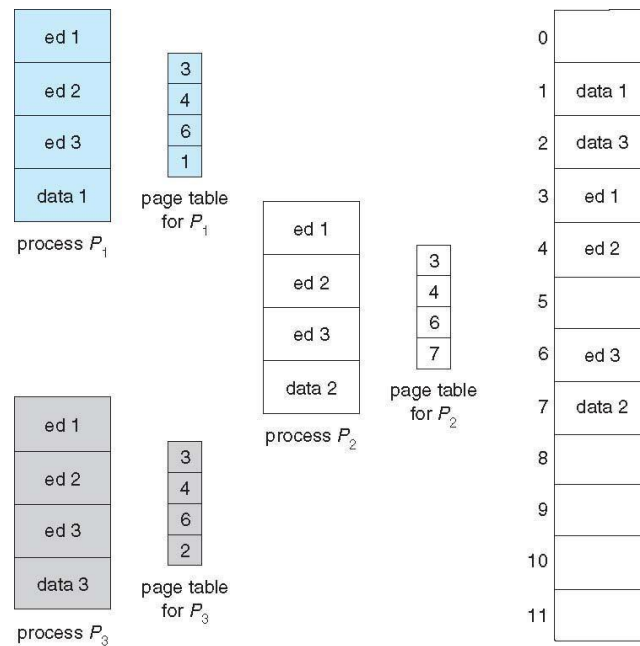 ed 1
ed 2
ed 3
data 1
process P1
3
4
6
1
page table
for P1
ed 1
ed 2
ed 3
data 2
process P2
3
4
6
7
page table
for P2
ed 1
ed 2
ed 3
data 3
process P3
3
4
6
2
page table
for P3
0
1 data 1
2 data 3
3 ed 1
4 ed 2
5
6 ed 3
7 data 2
8
9
10
11